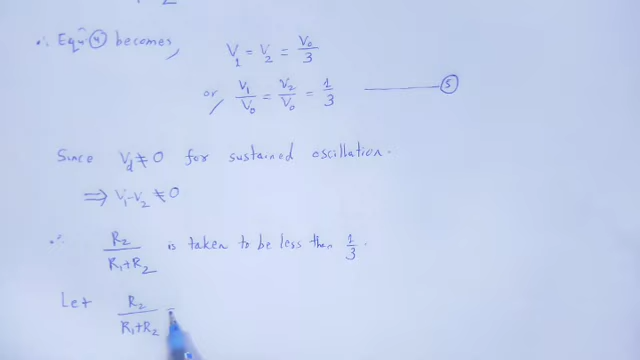 ∴ Eqn (4) becomes, V₁ = V₂ = V₀/3
or, V₁/V₀ = V₂/V₀ = 1/3 —— (5)
Since V_d ≠ 0 for sustained oscillation.
⇒ V₁-V₂ ≠ 0
∴ R₂/(R₁+R₂) is taken to be less than 1/3.
Let R₂/(R₁+R₂)